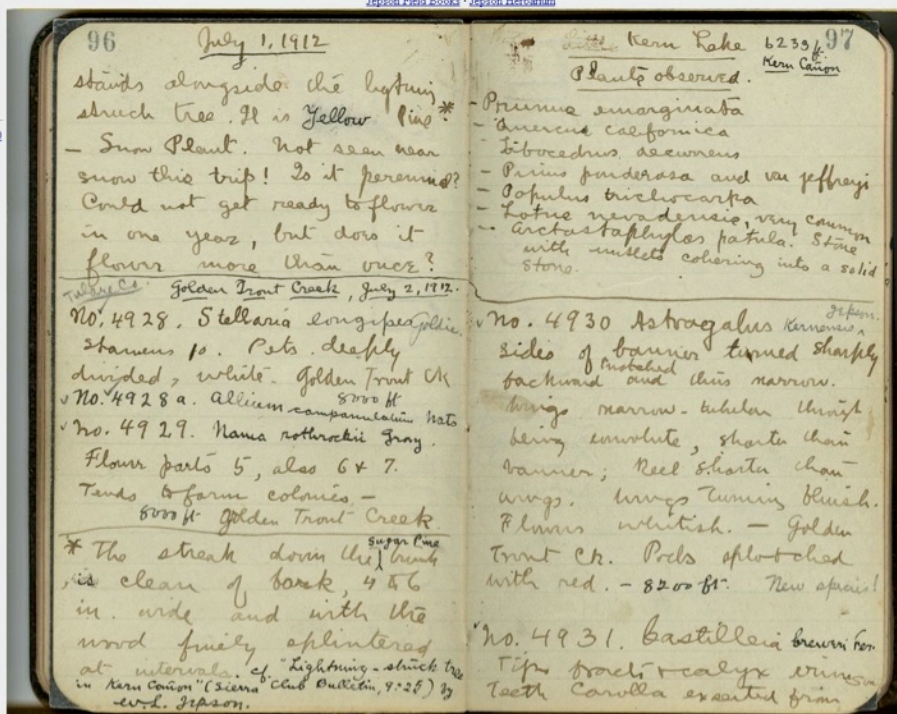 Jepson Field Books · Jepson Herbarium
96
July 1, 1912
stands alongside the lightning
struck tree. It is Yellow Pine *
— Snow Plant. Not seen near
snow this trip! Is it perennial?
Could not get ready to flower
in one year, but does it
flower more than once?
Tulare Co. Golden Trout Creek, July 2, 1912.
No. 4928. Stellaria longipes Goldie.
Stamens 10. Pets. deeply
divided, white. Golden Trout Ck
8000 ft
No. 4928a. Allium campanulatum Wats
No. 4929. Nama rothrockii Gray.
Flower parts 5, also 6 & 7.
Tends to form colonies —
8000 ft Golden Trout Creek.
* The streak down the sugar Pine trunk
is clean of bark, 4 to 6
in. wide and with the
wood finely splintered
at intervals. cf. "Lightning-struck tree
in Kern Cañon" (Sierra Club Bulletin, 9:25) by
W.L. Jepson.
97
Little Kern Lake 6239 ft.
Kern Cañon
Plants observed.
- Prunus emarginata
- Quercus californica
- Libocedrus decurrens
- Pinus ponderosa and var jeffreyi
- Populus trichocarpa
- Lotus nevadensis, very common
- Arctostaphylos patula. Stone
with nutlets cohering into a solid
stone.
No. 4930 Astragalus Kernensis Jepson.
Sides of banner turned sharply
notched
backward and thus narrow.
Wings narrow-tubular through
being convolute, shorter than
banner; Keel shorter than
wings. Wings turning bluish.
Flowers whitish. — Golden
Trout Ck. Pods splotched
with red. - 8200 ft. New species!
No. 4931. Castilleia breweri Fer.
Tips bracts & calyx crimson
Teeth Corolla exserted from